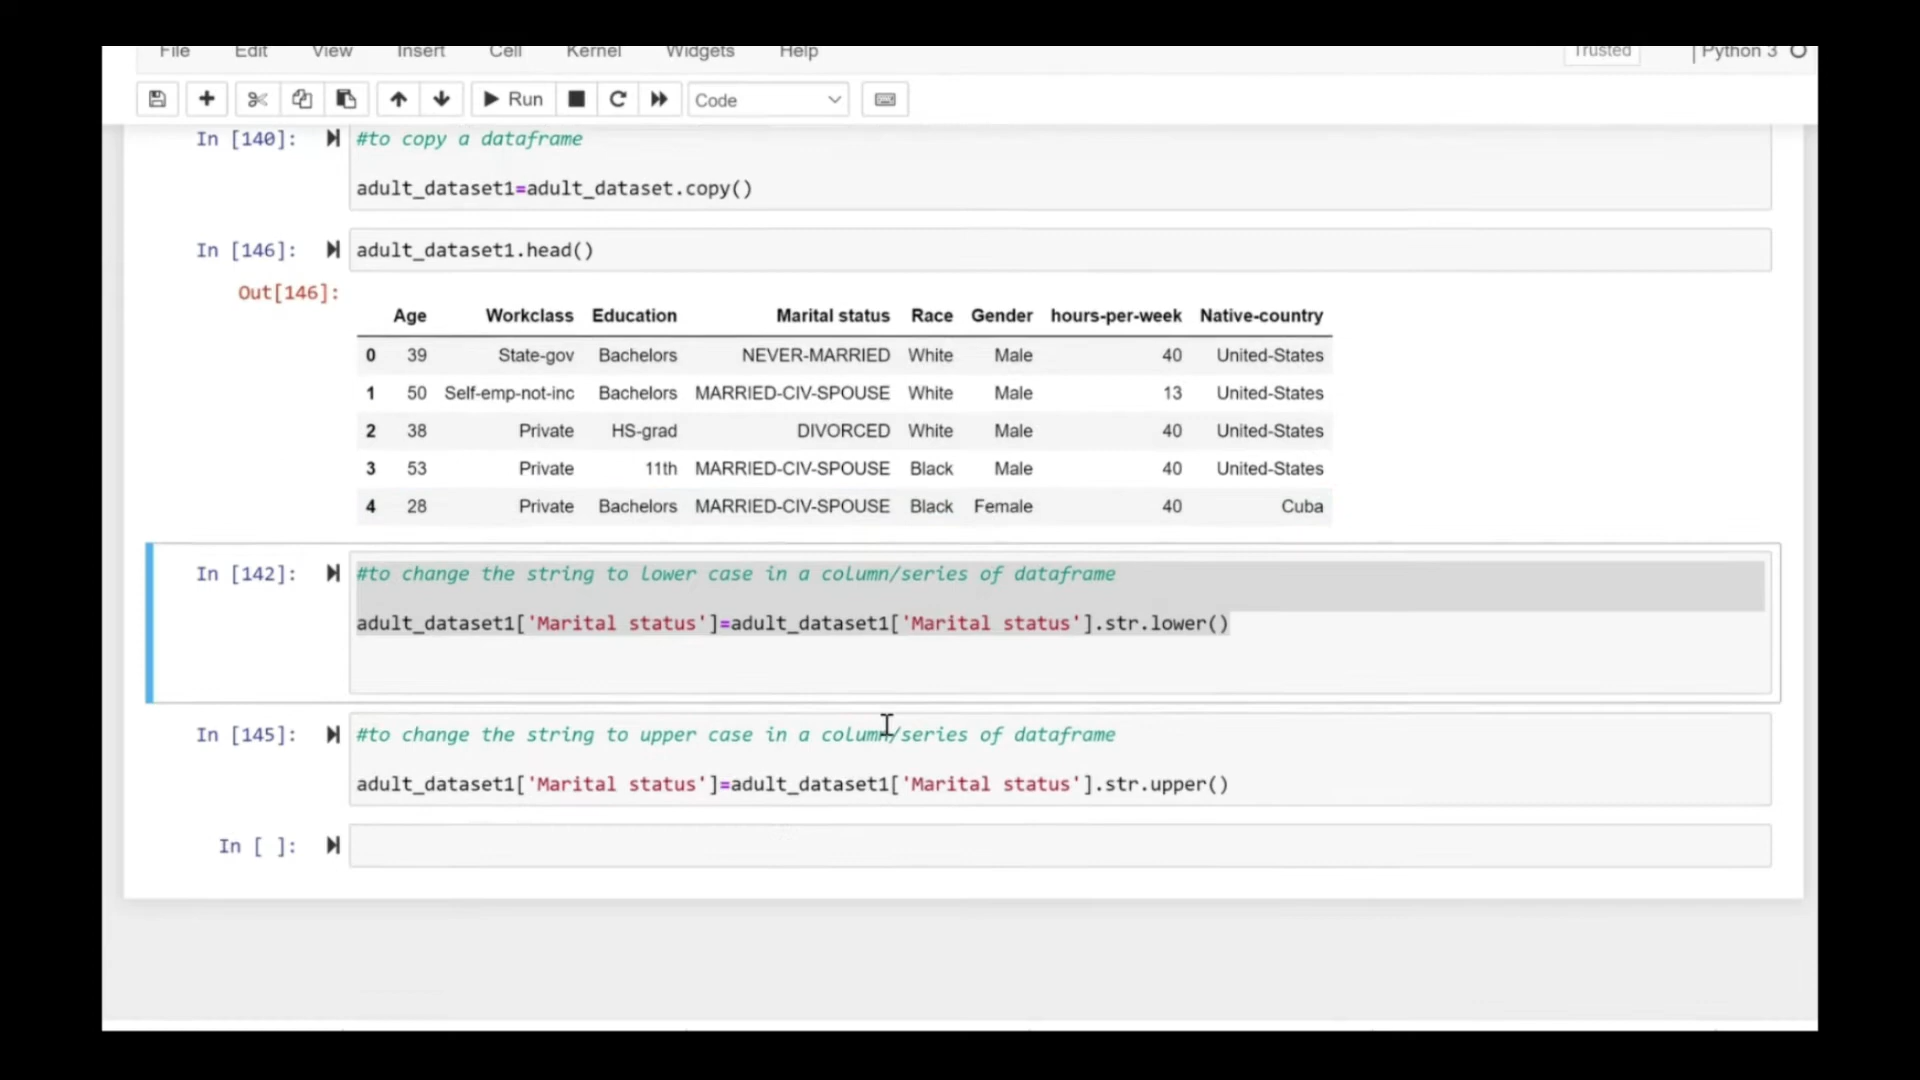 File Edit View Insert Cell Kernel Widgets Help Trusted | Python 3
Run Code
In [140]: #to copy a dataframe
adult_dataset1=adult_dataset.copy()
In [146]: adult_dataset1.head()
Out[146]:
Age Workclass Education Marital status Race Gender hours-per-week Native-country
0 39 State-gov Bachelors NEVER-MARRIED White Male 40 United-States
1 50 Self-emp-not-inc Bachelors MARRIED-CIV-SPOUSE White Male 13 United-States
2 38 Private HS-grad DIVORCED White Male 40 United-States
3 53 Private 11th MARRIED-CIV-SPOUSE Black Male 40 United-States
4 28 Private Bachelors MARRIED-CIV-SPOUSE Black Female 40 Cuba
In [142]: #to change the string to lower case in a column/series of dataframe
adult_dataset1['Marital status']=adult_dataset1['Marital status'].str.lower()
In [145]: #to change the string to upper case in a column/series of dataframe
adult_dataset1['Marital status']=adult_dataset1['Marital status'].str.upper()
In [ ]: